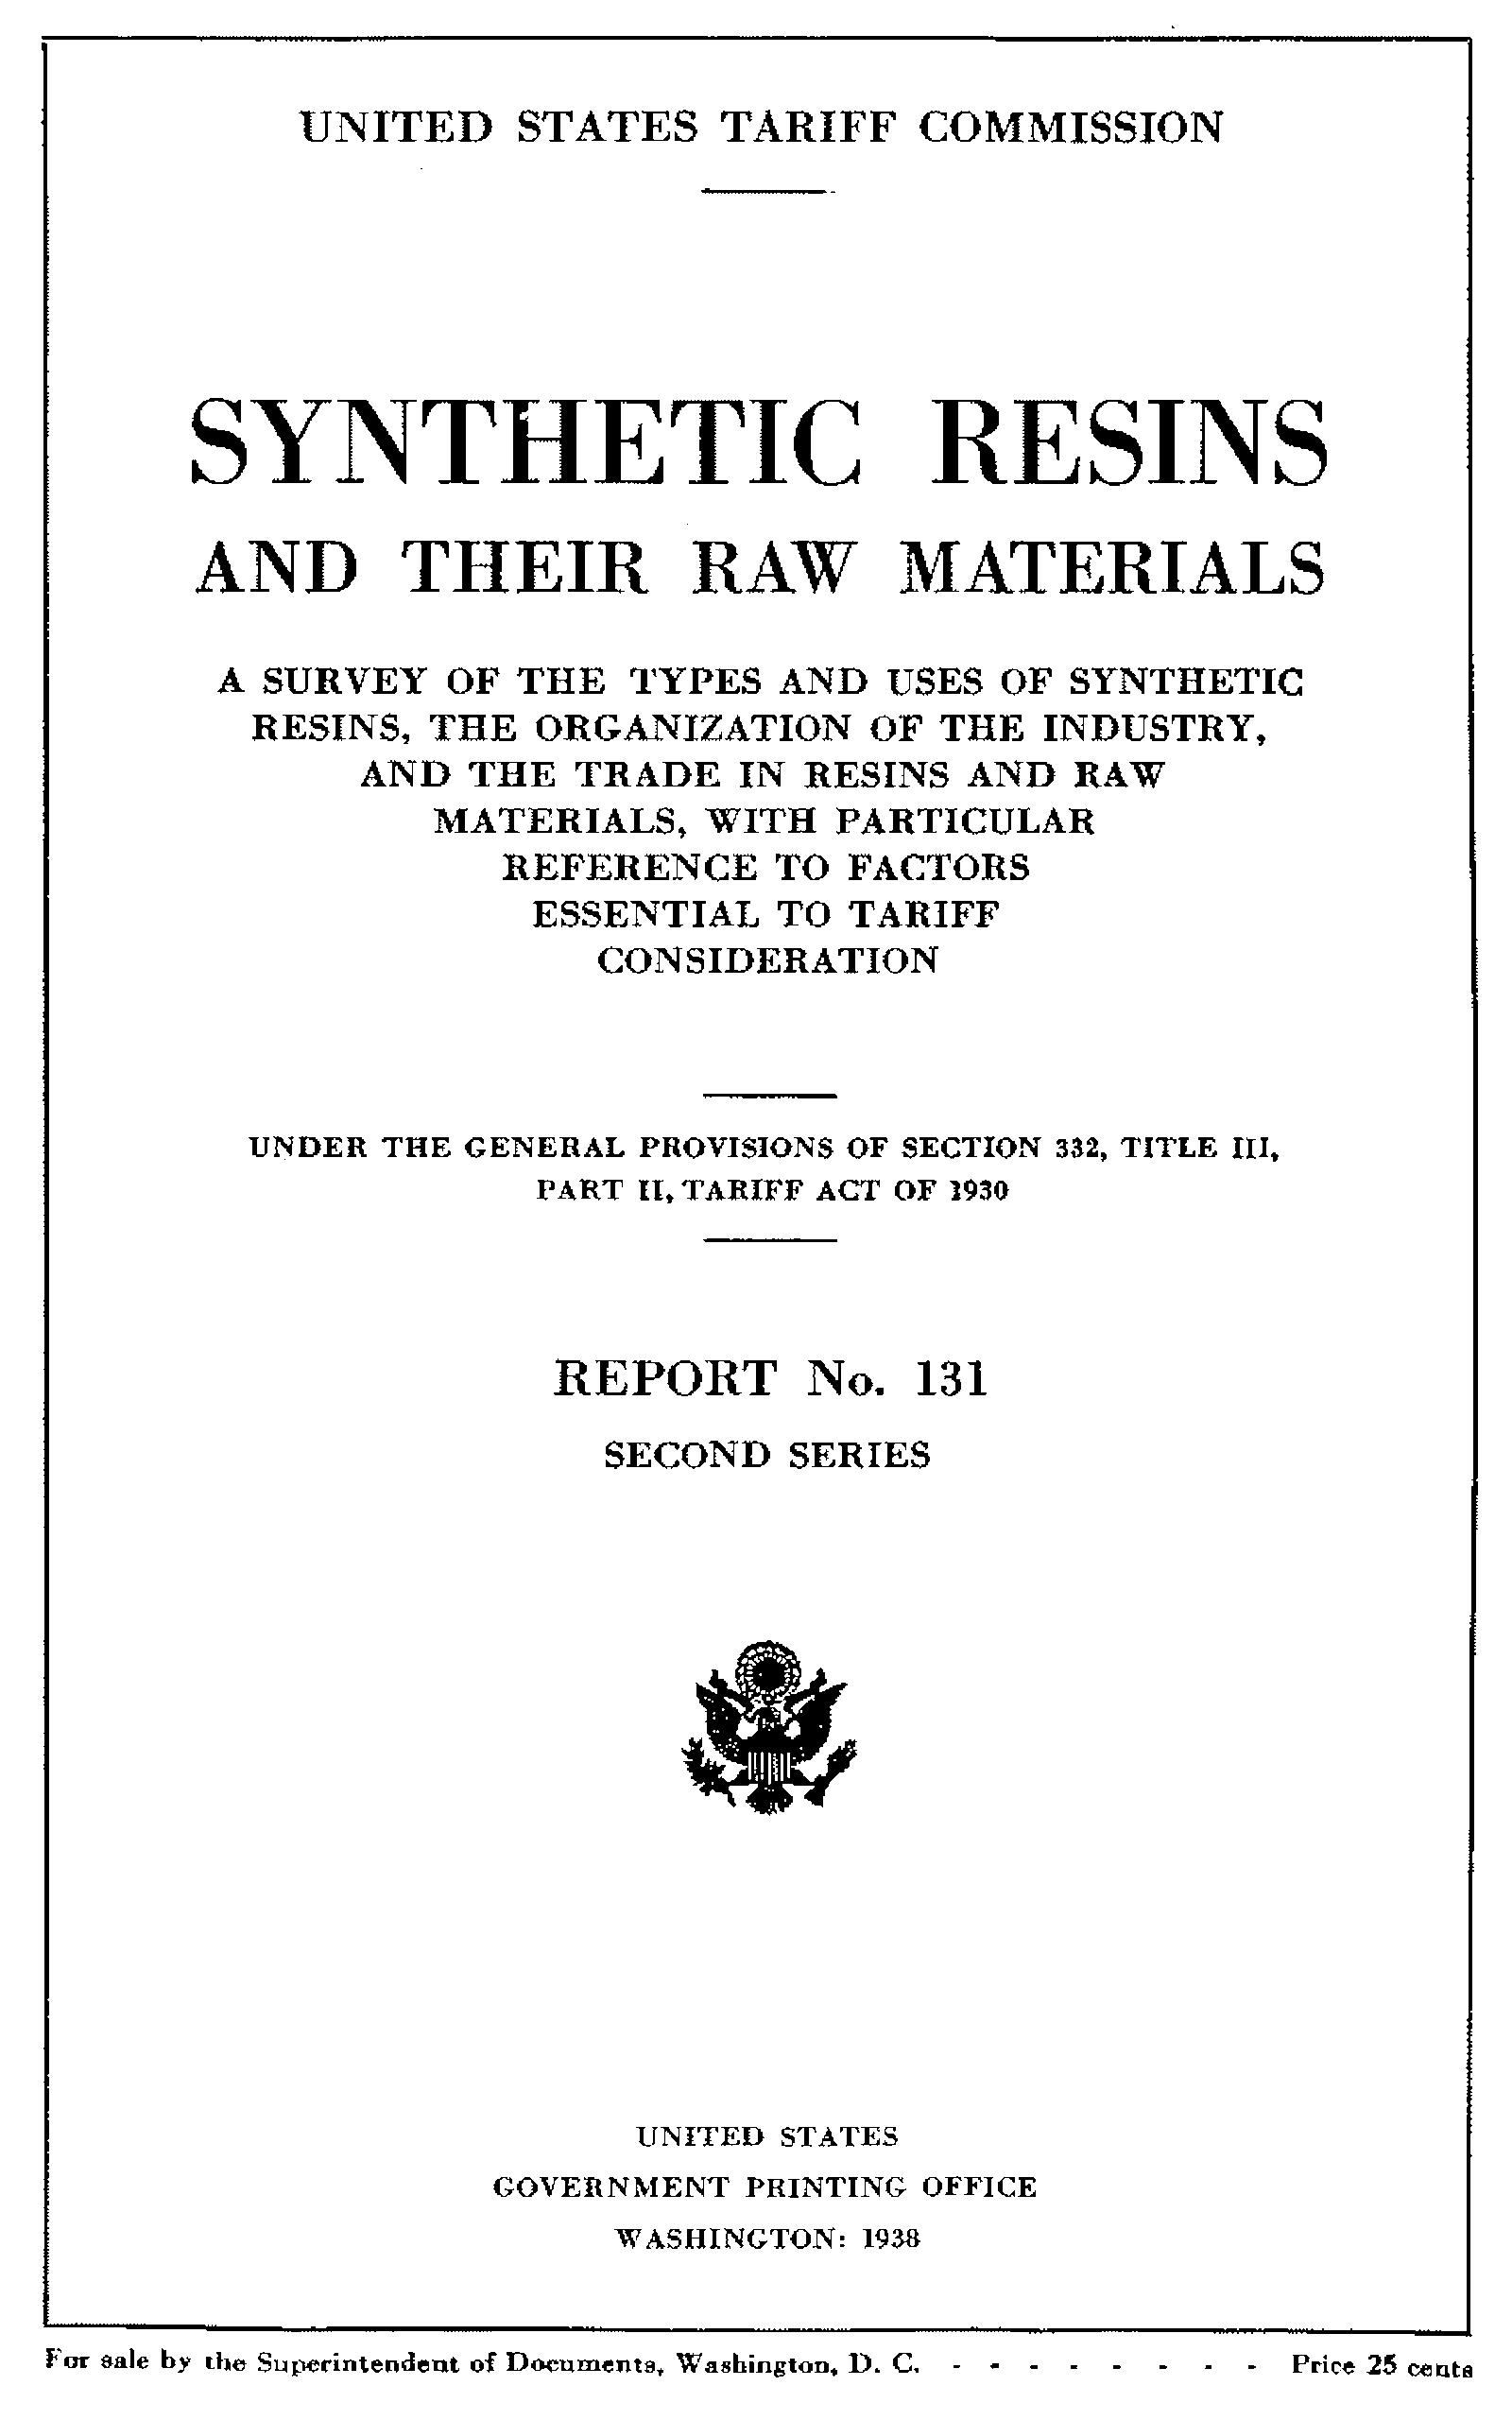 UNITED STATES TARIFF COMMISSION
SYNTHETIC RESINS
AND THEIR RAW MATERIALS
A SURVEY OF THE TYPES AND USES OF SYNTHETIC
RESINS, THE ORGANIZATION OF THE INDUSTRY,
AND THE TRADE IN RESINS AND RAW
MATERIALS, WITH PARTICULAR
REFERENCE TO FACTORS
ESSENTIAL TO TARIFF
CONSIDERATION
UNDER THE GENERAL PROVISIONS OF SECTION 332, TITLE III,
PART II, TARIFF ACT OF 1930
REPORT No. 131
SECOND SERIES
UNITED STATES
GOVERNMENT PRINTING OFFICE
WASHINGTON: 1938
For sale by the Superintendent of Documents, Washington, D. C. - - - - - - - - Price 25 cents